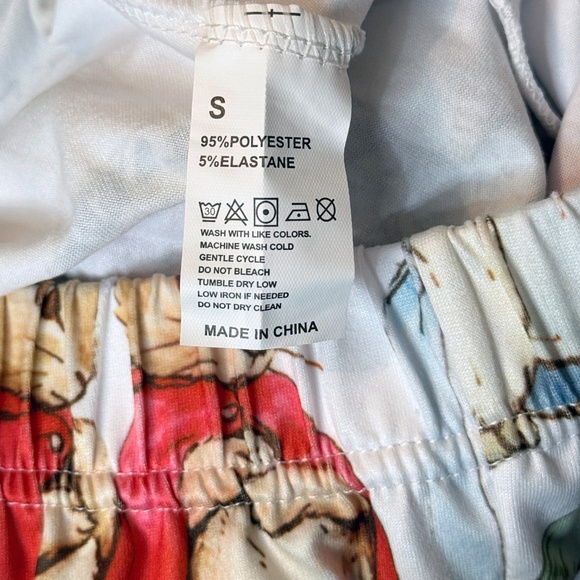 S
95%POLYESTER
5%ELASTANE
30
WASH WITH LIKE COLORS.
MACHINE WASH COLD
GENTLE CYCLE
DO NOT BLEACH
TUMBLE DRY LOW
LOW IRON IF NEEDED
DO NOT DRY CLEAN
MADE IN CHINA